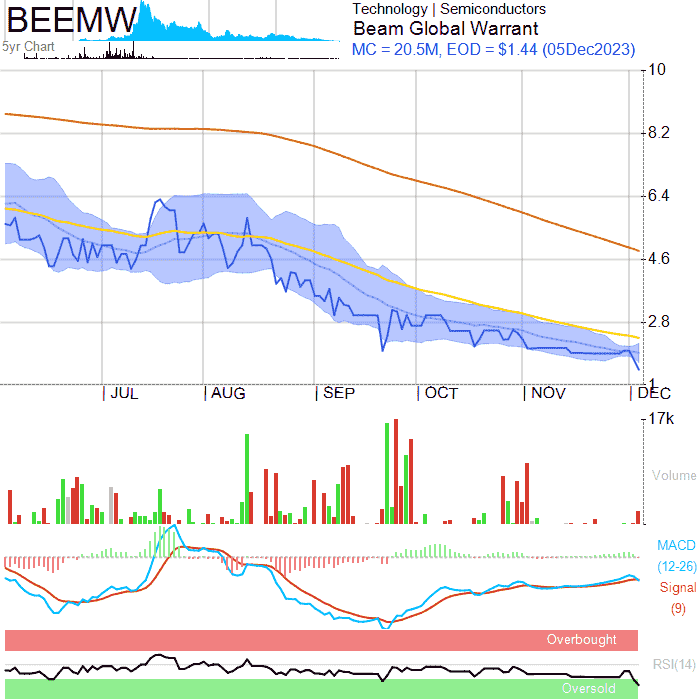 BEEMW
5yr Chart
Technology | Semiconductors
Beam Global Warrant
MC = 20.5M, EOD = $1.44 (05Dec2023)
10
8.2
6.4
4.6
2.8
1
JUL AUG SEP OCT NOV DEC
17k
Volume
MACD
(12-26)
Signal
(9)
Overbought
RSI(14)
Oversold